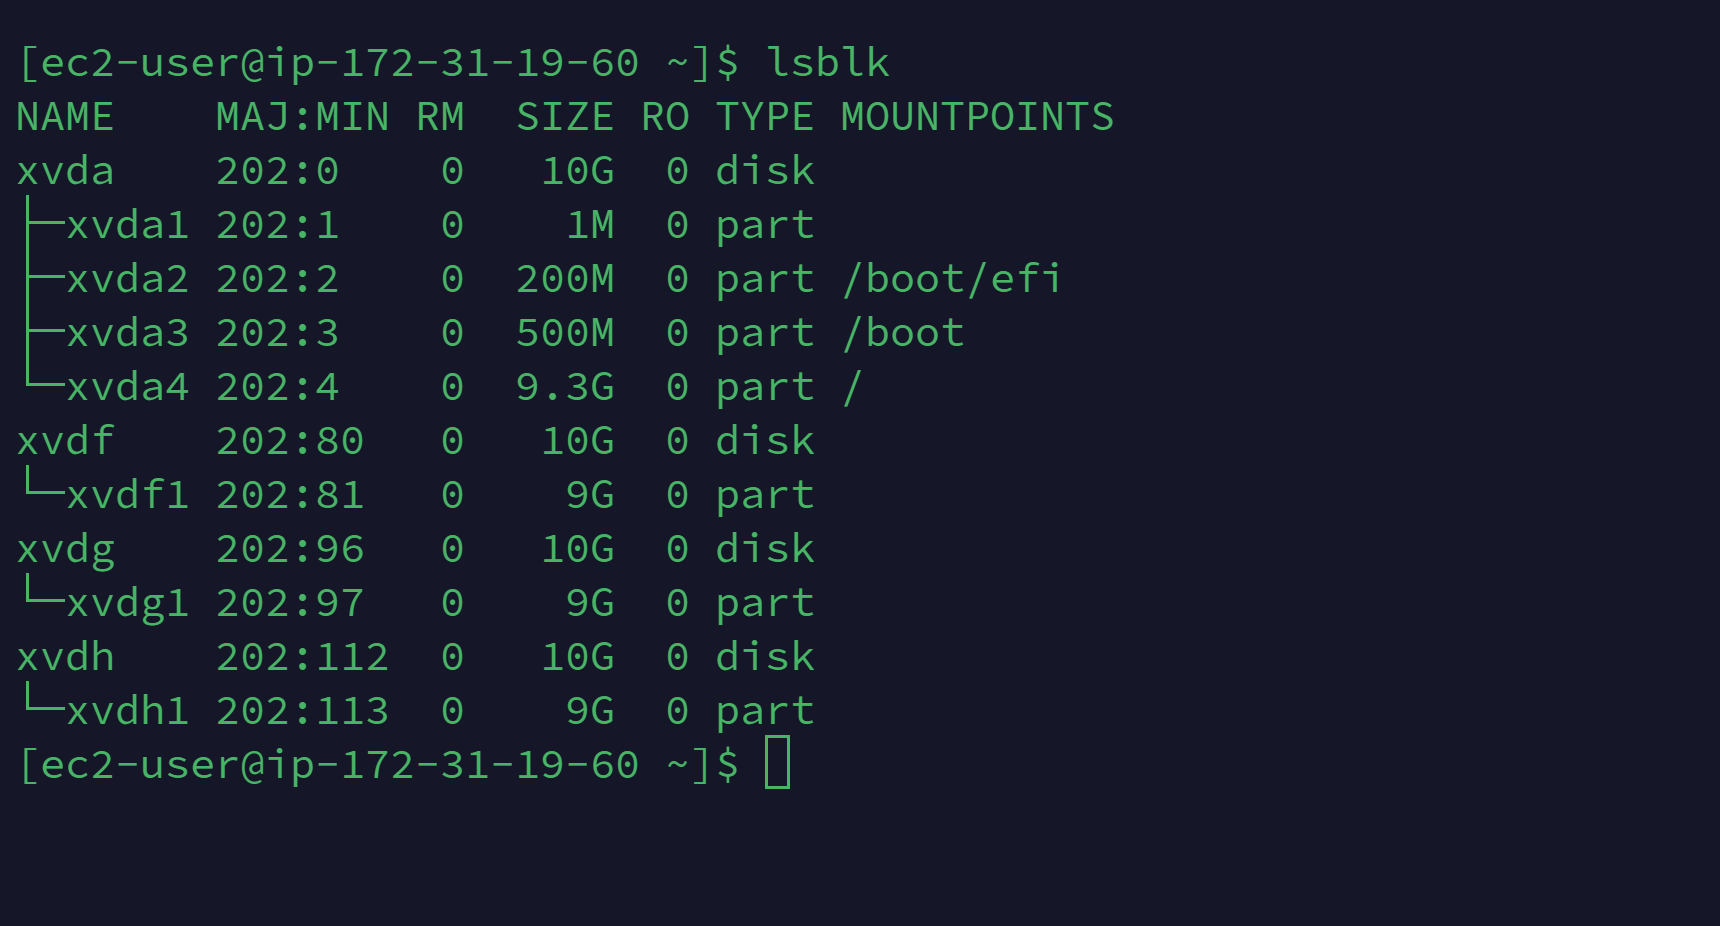 [ec2-user@ip-172-31-19-60 ~]$ lsblk
NAME    MAJ:MIN RM  SIZE RO TYPE MOUNTPOINTS
xvda    202:0    0   10G  0 disk
├─xvda1 202:1    0    1M  0 part
├─xvda2 202:2    0  200M  0 part /boot/efi
├─xvda3 202:3    0  500M  0 part /boot
└─xvda4 202:4    0  9.3G  0 part /
xvdf    202:80   0   10G  0 disk
└─xvdf1 202:81   0    9G  0 part
xvdg    202:96   0   10G  0 disk
└─xvdg1 202:97   0    9G  0 part
xvdh    202:112  0   10G  0 disk
└─xvdh1 202:113  0    9G  0 part
[ec2-user@ip-172-31-19-60 ~]$